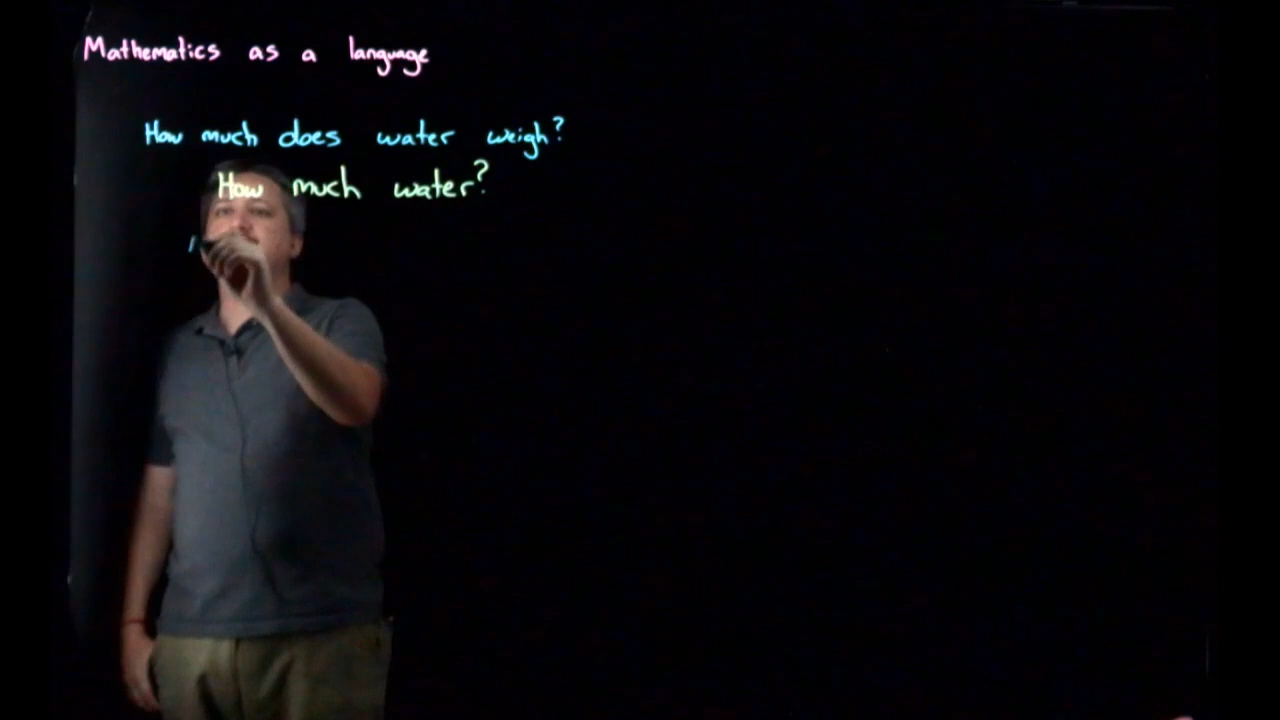 Mathematics as a language
How much does water weigh?
How much water?